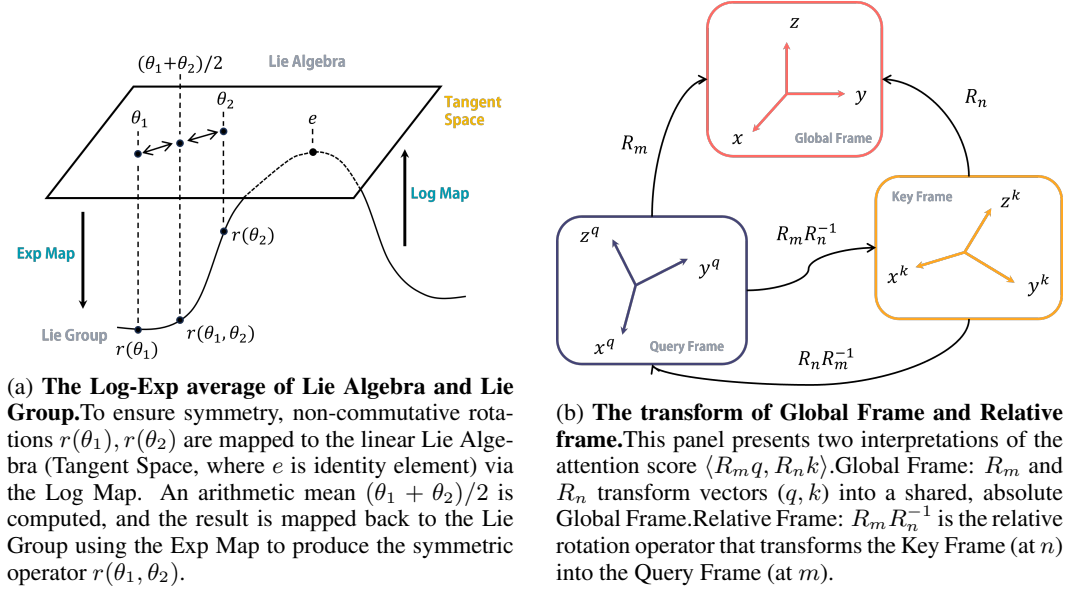 (θ₁+θ₂)/2
Lie Algebra
θ₁
θ₂
e
Tangent
Space
Log Map
Exp Map
r(θ₂)
Lie Group
r(θ₁)
r(θ₁, θ₂)
(a) The Log-Exp average of Lie Algebra and Lie
Group.To ensure symmetry, non-commutative rota-
tions r(θ₁), r(θ₂) are mapped to the linear Lie Alge-
bra (Tangent Space, where e is identity element) via
the Log Map. An arithmetic mean (θ₁ + θ₂)/2 is
computed, and the result is mapped back to the Lie
Group using the Exp Map to produce the symmetric
operator r(θ₁, θ₂).
z
y
x
Global Frame
Rₘ
Rₙ
Key Frame
zᵏ
xᵏ
yᵏ
z^q
y^q
x^q
Query Frame
RₘRₙ⁻¹
RₙRₘ⁻¹
(b) The transform of Global Frame and Relative
frame.This panel presents two interpretations of the
attention score ⟨Rₘq, Rₙk⟩.Global Frame: Rₘ and
Rₙ transform vectors (q, k) into a shared, absolute
Global Frame.Relative Frame: RₘRₙ⁻¹ is the relative
rotation operator that transforms the Key Frame (at n)
into the Query Frame (at m).